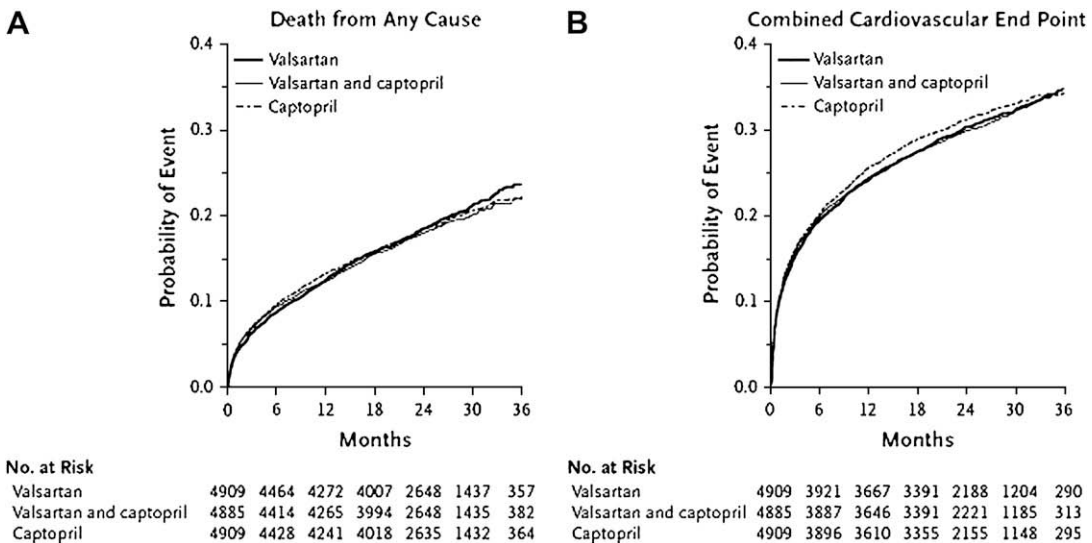 A
Death from Any Cause
Valsartan
Valsartan and captopril
Captopril
Probability of Event
0.4
0.3
0.2
0.1
0.0
0 6 12 18 24 30 36
Months
No. at Risk
Valsartan 4909 4464 4272 4007 2648 1437 357
Valsartan and captopril 4885 4414 4265 3994 2648 1435 382
Captopril 4909 4428 4241 4018 2635 1432 364
B
Combined Cardiovascular End Point
Valsartan
Valsartan and captopril
Captopril
Probability of Event
0.4
0.3
0.2
0.1
0.0
0 6 12 18 24 30 36
Months
No. at Risk
Valsartan 4909 3921 3667 3391 2188 1204 290
Valsartan and captopril 4885 3887 3646 3391 2221 1185 313
Captopril 4909 3896 3610 3355 2155 1148 295